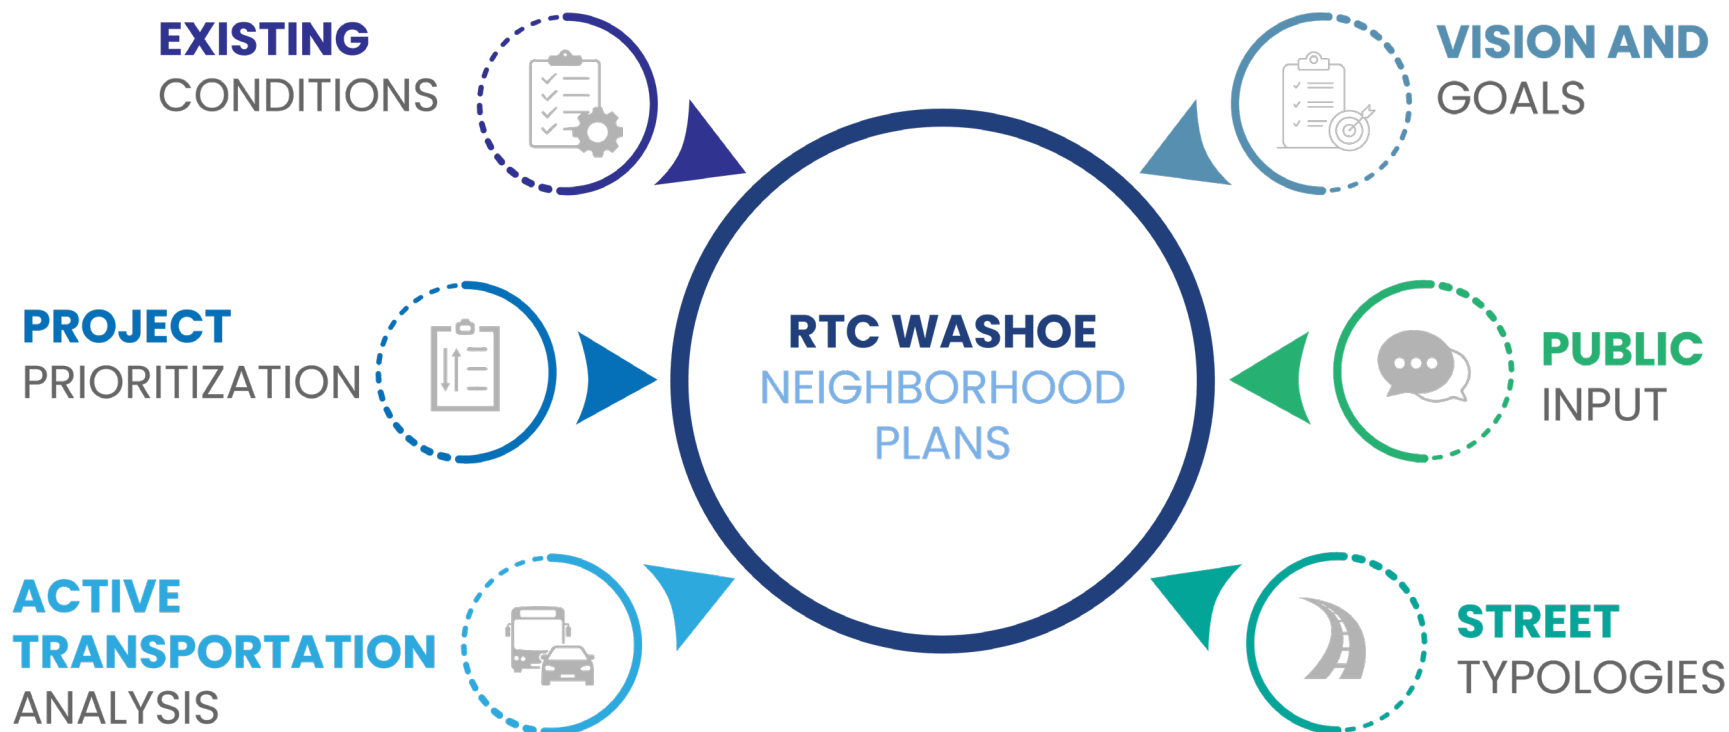 EXISTING
CONDITIONS
VISION AND
GOALS
PROJECT
PRIORITIZATION
RTC WASHOE
NEIGHBORHOOD
PLANS
PUBLIC
INPUT
ACTIVE
TRANSPORTATION
ANALYSIS
STREET
TYPOLOGIES